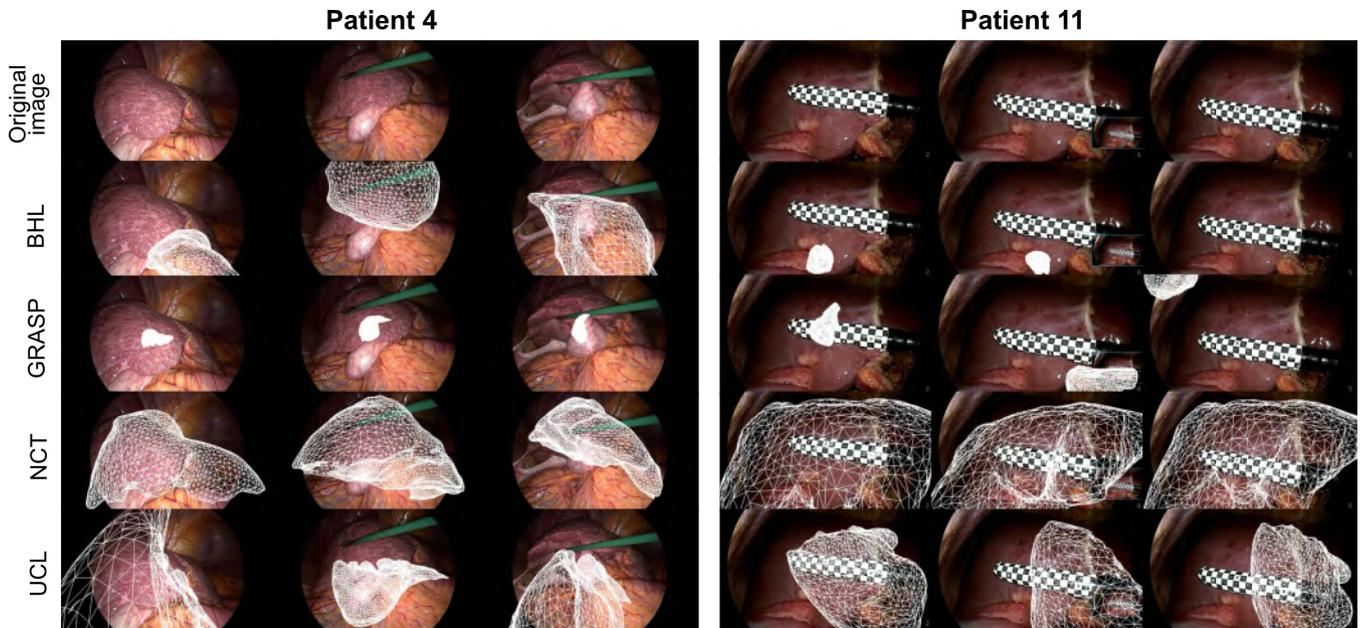 Patient 4
Patient 11
Original
image
BHL
GRASP
NCT
UCL